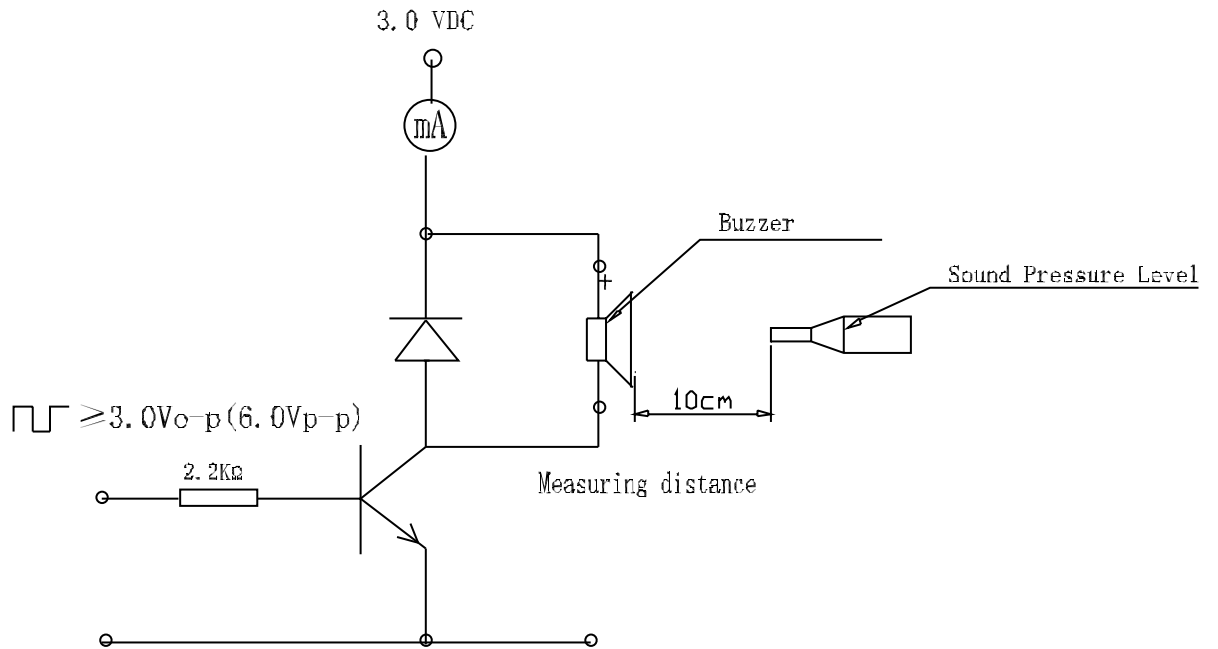 3.0 VDC
mA
Buzzer
Sound Pressure Level
+
10cm
≥3.0Vo-p(6.0Vp-p)
2.2KΩ
Measuring distance